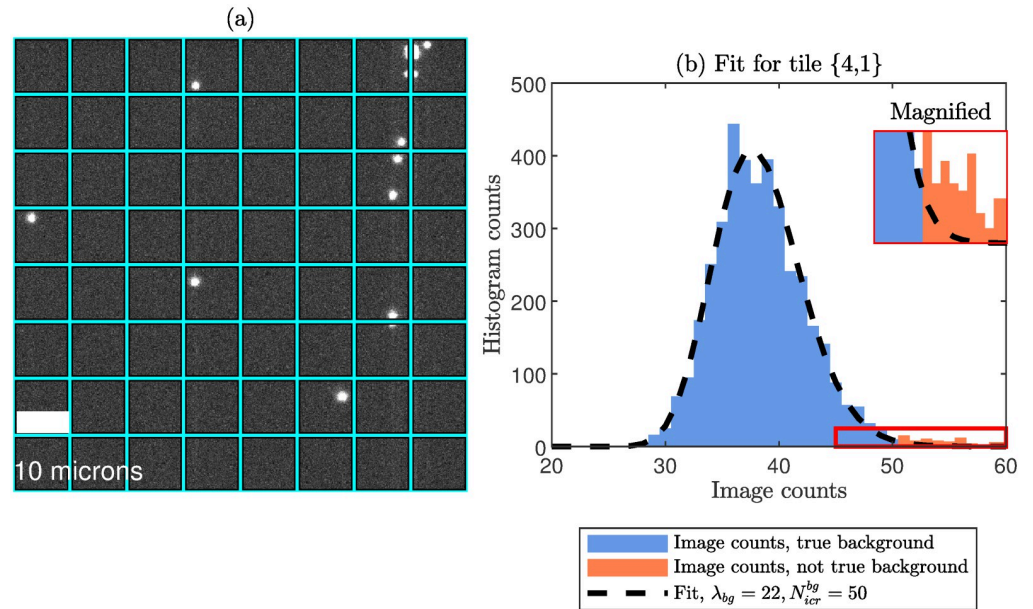 (a)
10 microns
(b) Fit for tile {4,1}
Histogram counts
500
400
300
200
100
0
20
30
40
50
60
Image counts
Magnified
Image counts, true background
Image counts, not true background
Fit, λ_bg = 22, N_icr^bg = 50